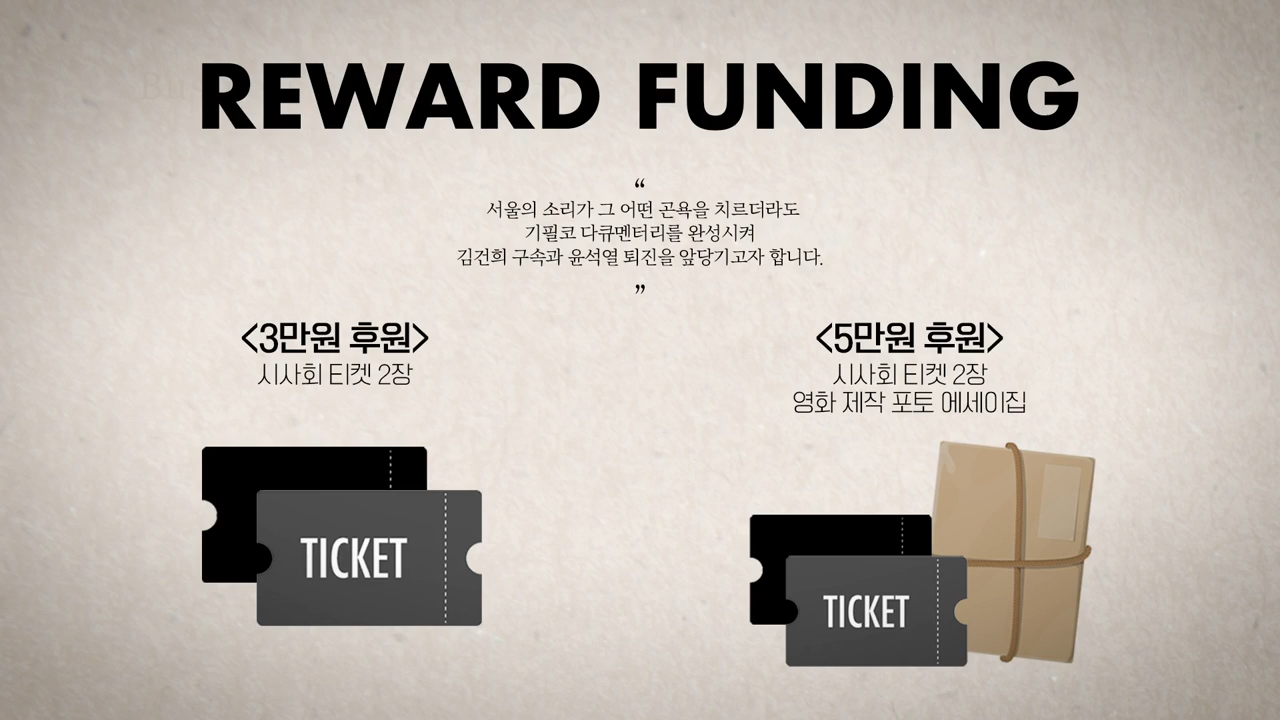 REWARD FUNDING
“
서울의 소리가 그 어떤 곤욕을 치르더라도
기필코 다큐멘터리를 완성시켜
김건희 구속과 윤석열 퇴진을 앞당기고자 합니다.
”
<3만원 후원>
시사회 티켓 2장
<5만원 후원>
시사회 티켓 2장
영화 제작 포토 에세이집
TICKET
TICKET